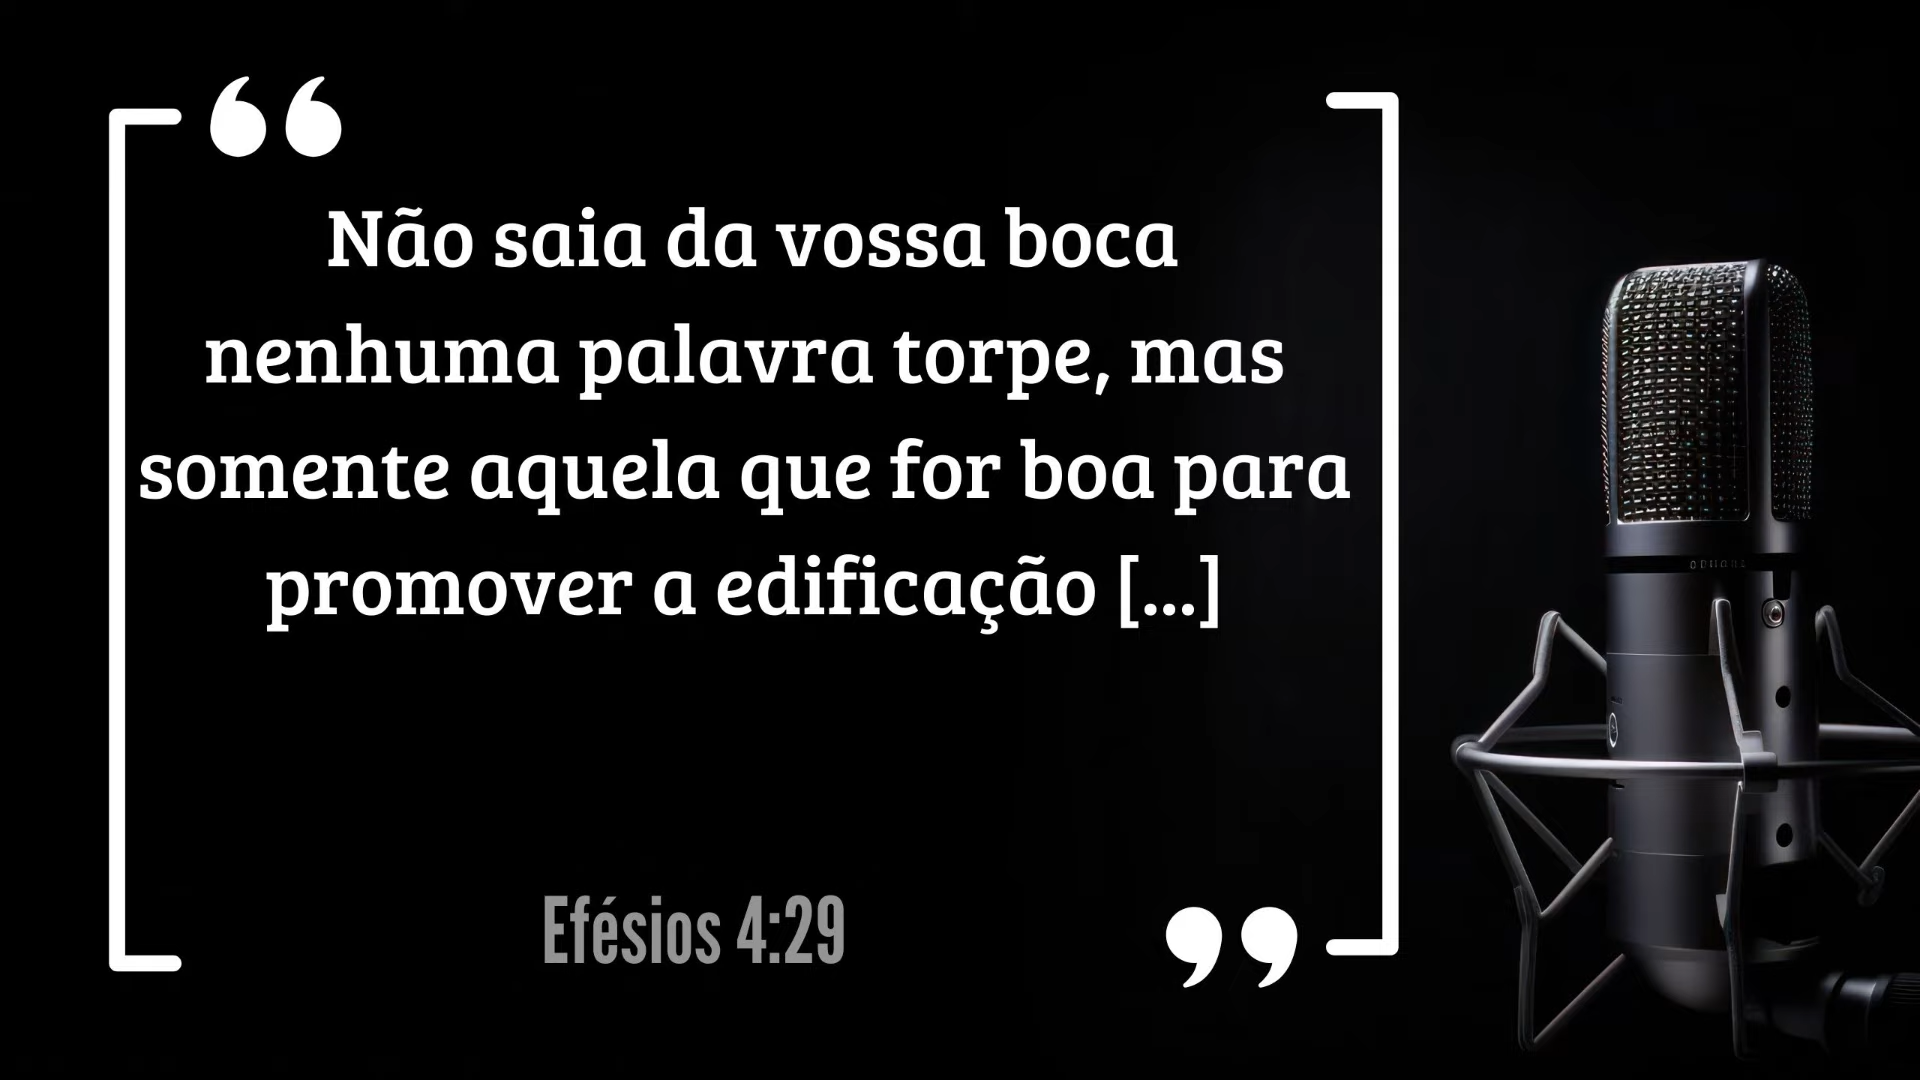 “
Não saia da vossa boca
nenhuma palavra torpe, mas
somente aquela que for boa para
promover a edificação [...]
Efésios 4:29
”